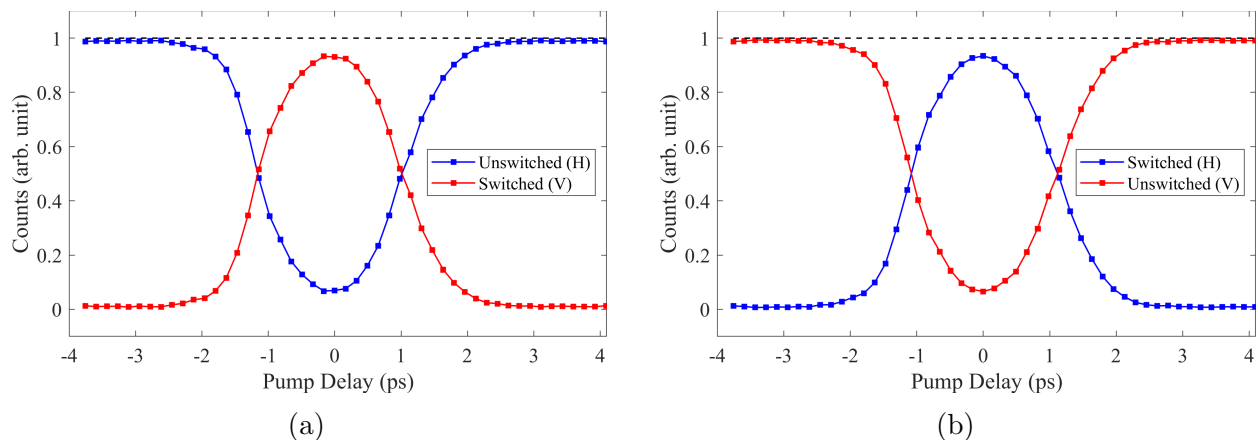 1
0.8
0.6
0.4
0.2
0
Counts (arb. unit)
Unswitched (H)
Switched (V)
-4 -3 -2 -1 0 1 2 3 4
Pump Delay (ps)
(a)
1
0.8
0.6
0.4
0.2
0
Counts (arb. unit)
Switched (H)
Unswitched (V)
-4 -3 -2 -1 0 1 2 3 4
Pump Delay (ps)
(b)